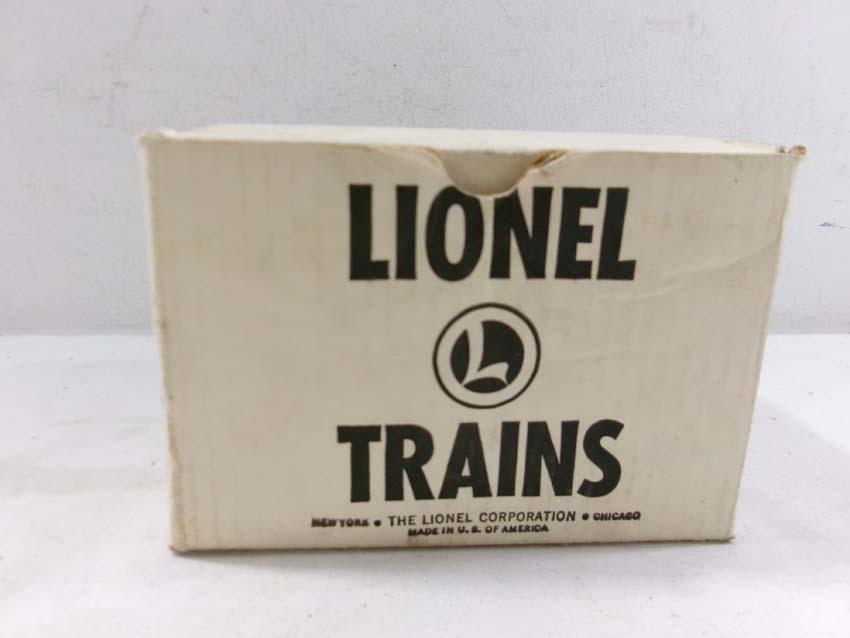 LIONEL
L
TRAINS
NEW YORK • THE LIONEL CORPORATION • CHICAGO
MADE IN U.S. OF AMERICA